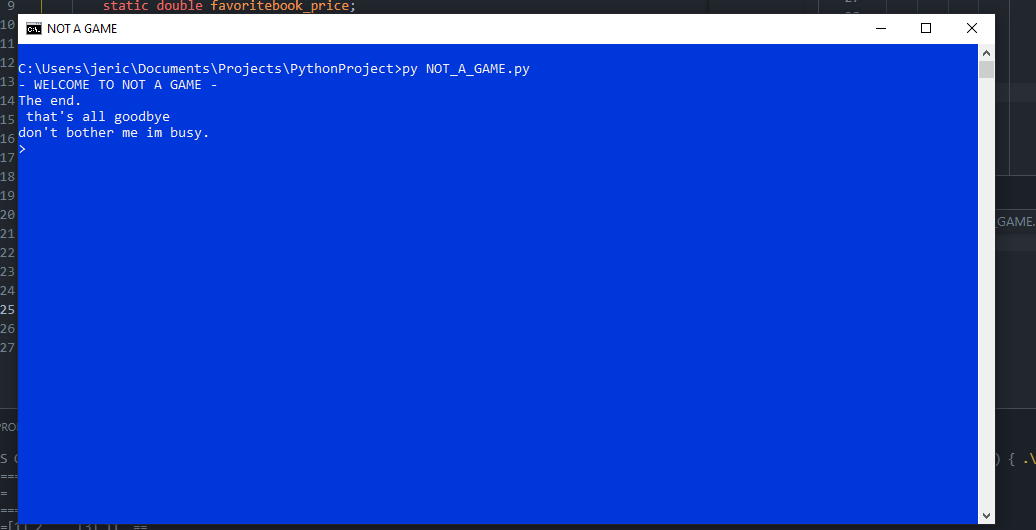 9 static double favoritebook_price;
10
NOT A GAME
11
12
C:\Users\jeric\Documents\Projects\PythonProject>py NOT_A_GAME.py
13
- WELCOME TO NOT A GAME -
14
The end.
15
that's all goodbye
16
don't bother me im busy.
17
>
18
19
20
21
_GAME.
22
23
24
25
26
27
PRO
S
) { .\
===
=
===